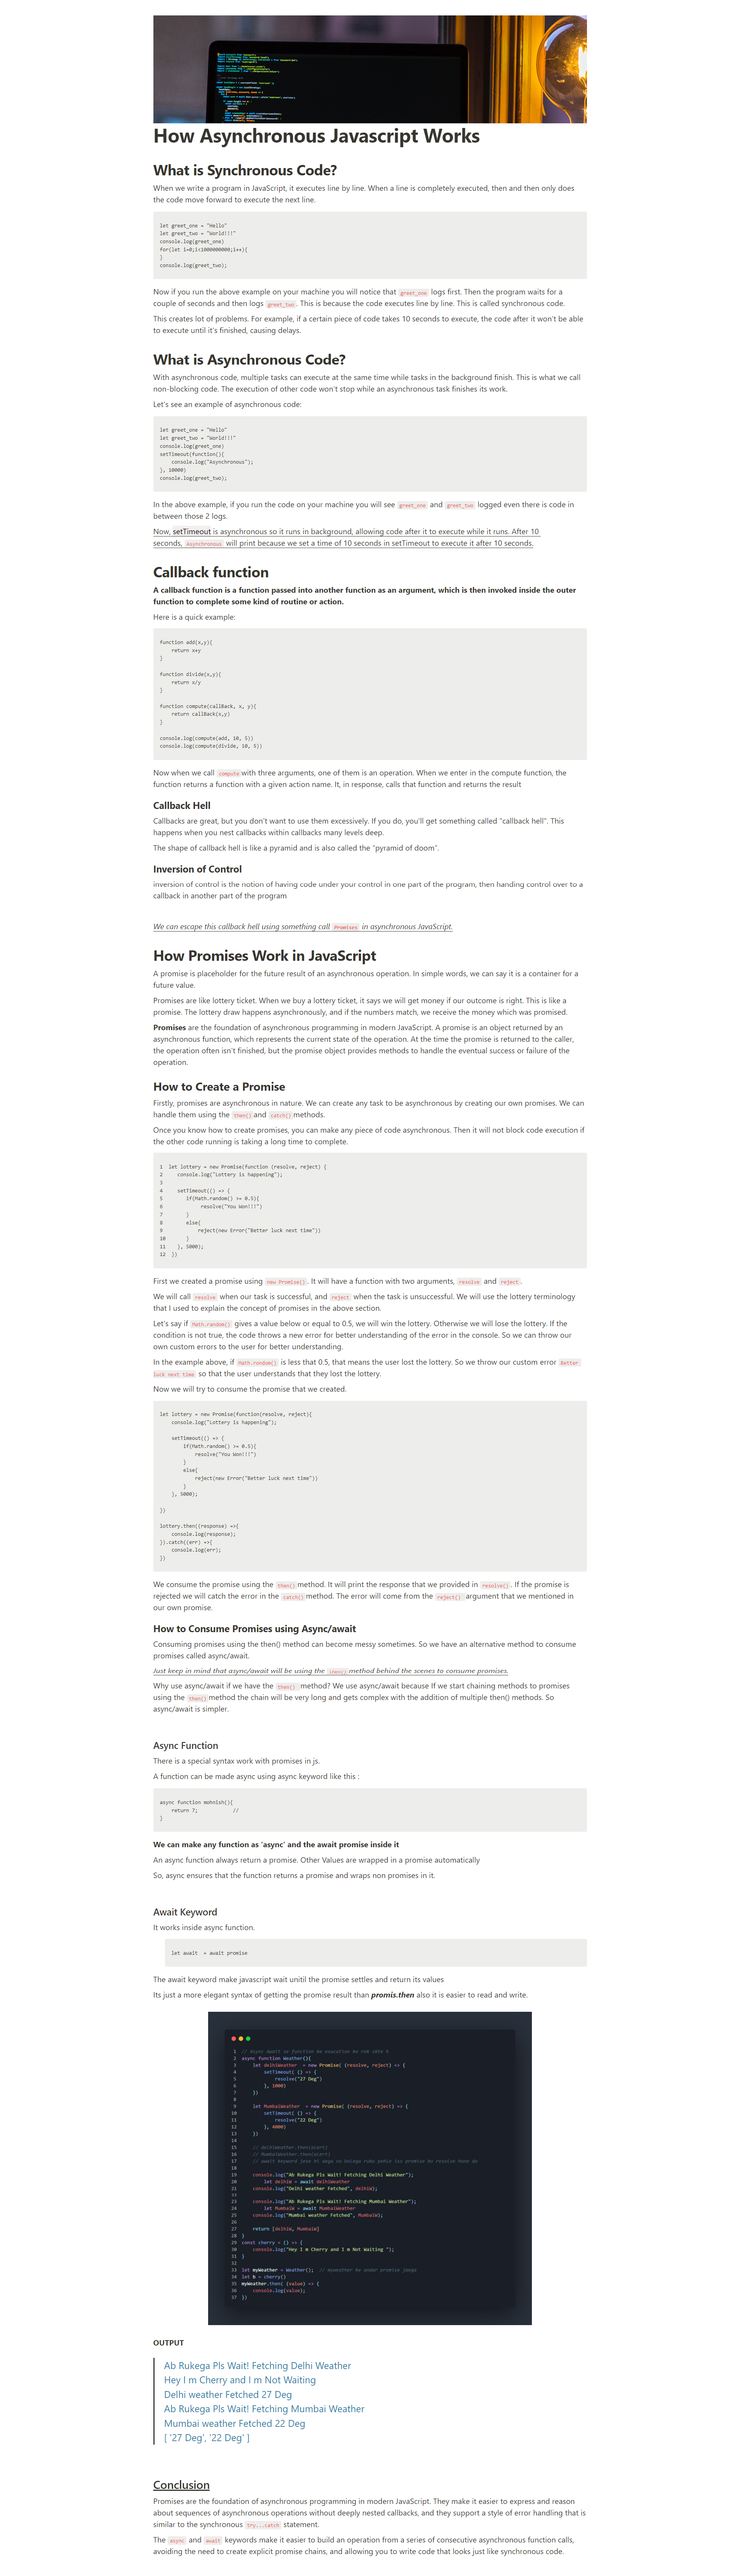 How Asynchronous Javascript Works
What is Synchronous Code?
When we write a program in JavaScript, it executes line by line. When a line is completely executed, then and then only does
the code move forward to execute the next line.
let greet_one = "Hello"
let greet_two = "World!!!"
console.log(greet_one)
for(let i=0;i<1000000000;i++){
}
console.log(greet_two);
Now if you run the above example on your machine you will notice that greet_one logs first. Then the program waits for a
couple of seconds and then logs greet_two. This is because the code executes line by line. This is called synchronous code.
This creates lot of problems. For example, if a certain piece of code takes 10 seconds to execute, the code after it won't be able
to execute until it's finished, causing delays.
What is Asynchronous Code?
With asynchronous code, multiple tasks can execute at the same time while tasks in the background finish. This is what we call
non-blocking code. The execution of other code won't stop while an asynchronous task finishes its work.
Let's see an example of asynchronous code:
let greet_one = "Hello"
let greet_two = "World!!!"
console.log(greet_one)
setTimeout(function(){
console.log("Asynchronous");
}, 10000)
console.log(greet_two);
In the above example, if you run the code on your machine you will see greet_one and greet_two logged even there is code in
between those 2 logs.
Now, setTimeout is asynchronous so it runs in background, allowing code after it to execute while it runs. After 10
seconds, Asynchronous will print because we set a time of 10 seconds in setTimeout to execute it after 10 seconds.
Callback function
A callback function is a function passed into another function as an argument, which is then invoked inside the outer
function to complete some kind of routine or action.
Here is a quick example:
function add(x,y){
return x+y
}
function divide(x,y){
return x/y
}
function compute(callBack, x, y){
return callBack(x,y)
}
console.log(compute(add, 10, 5))
console.log(compute(divide, 10, 5))
Now when we call compute with three arguments, one of them is an operation. When we enter in the compute function, the
function returns a function with a given action name. It, in response, calls that function and returns the result
Callback Hell
Callbacks are great, but you don't want to use them excessively. If you do, you'll get something called "callback hell". This
happens when you nest callbacks within callbacks many levels deep.
The shape of callback hell is like a pyramid and is also called the "pyramid of doom".
Inversion of Control
inversion of control is the notion of having code under your control in one part of the program, then handing control over to a
callback in another part of the program
We can escape this callback hell using something call Promises in asynchronous JavaScript.
How Promises Work in JavaScript
A promise is placeholder for the future result of an asynchronous operation. In simple words, we can say it is a container for a
future value.
Promises are like lottery ticket. When we buy a lottery ticket, it says we will get money if our outcome is right. This is like a
promise. The lottery draw happens asynchronously, and if the numbers match, we receive the money which was promised.
Promises are the foundation of asynchronous programming in modern JavaScript. A promise is an object returned by an
asynchronous function, which represents the current state of the operation. At the time the promise is returned to the caller,
the operation often isn't finished, but the promise object provides methods to handle the eventual success or failure of the
operation.
How to Create a Promise
Firstly, promises are asynchronous in nature. We can create any task to be asynchronous by creating our own promises. We can
handle them using the then() and catch() methods.
Once you know how to create promises, you can make any piece of code asynchronous. Then it will not block code execution if
the other code running is taking a long time to complete.
1 let lottery = new Promise(function (resolve, reject) {
2 console.log("Lottery is happening");
3
4 setTimeout(() => {
5 if(Math.random() >= 0.5){
6 resolve("You Won!!!")
7 }
8 else{
9 reject(new Error("Better luck next time"))
10 }
11 }, 5000);
12 })
First we created a promise using new Promise(). It will have a function with two arguments, resolve and reject.
We will call resolve when our task is successful, and reject when the task is unsuccessful. We will use the lottery terminology
that I used to explain the concept of promises in the above section.
Let's say if Math.random() gives a value below or equal to 0.5, we will win the lottery. Otherwise we will lose the lottery. If the
condition is not true, the code throws a new error for better understanding of the error in the console. So we can throw our
own custom errors to the user for better understanding.
In the example above, if Math.random() is less that 0.5, that means the user lost the lottery. So we throw our custom error Better
luck next time so that the user understands that they lost the lottery.
Now we will try to consume the promise that we created.
let lottery = new Promise(function(resolve, reject){
console.log("Lottery is happening");
setTimeout(() => {
if(Math.random() >= 0.5){
resolve("You Won!!!")
}
else{
reject(new Error("Better luck next time"))
}
}, 5000);
})
lottery.then((response) =>{
console.log(response);
}).catch((err) =>{
console.log(err);
})
We consume the promise using the then() method. It will print the response that we provided in resolve(). If the promise is
rejected we will catch the error in the catch() method. The error will come from the reject() argument that we mentioned in
our own promise.
How to Consume Promises using Async/await
Consuming promises using the then() method can become messy sometimes. So we have an alternative method to consume
promises called async/await.
Just keep in mind that async/await will be using the then() method behind the scenes to consume promises.
Why use async/await if we have the then() method? We use async/await because If we start chaining methods to promises
using the then() method the chain will be very long and gets complex with the addition of multiple then() methods. So
async/await is simpler.
Async Function
There is a special syntax work with promises in js.
A function can be made async using async keyword like this :
async function mohnish(){
return 7; //
}
We can make any function as 'async' and the await promise inside it
An async function always return a promise. Other Values are wrapped in a promise automatically
So, async ensures that the function returns a promise and wraps non promises in it.
Await Keyword
It works inside async function.
let await = await promise
The await keyword make javascript wait unitil the promise settles and return its values
Its just a more elegant syntax of getting the promise result than promis.then also it is easier to read and write.
1 // Async Await se function ke execution ko rok skte h
2 async function Weather(){
3 let delhiWeather = new Promise( (resolve, reject) => {
4 setTimeout( () => {
5 resolve("27 Deg")
6 }, 1000)
7 })
8
9 let MumbaiWeather = new Promise( (resolve, reject) => {
10 setTimeout( () => {
11 resolve("22 Deg")
12 }, 4000)
13 })
14
15 // delhiWeather.then(alert)
16 // MumbaiWeather.then(alert)
17 // await keyword jese hi
18
19 console.log("Ab Rukega Pls Wait! Fetching Delhi Weather");
20 let delhiW = await delhiWeather
21 console.log("Delhi weather Fetched", delhiW);
22
23 console.log("Ab Rukega Pls Wait! Fetching Mumbai Weather");
24 let MumbaiW = await MumbaiWeather
25 console.log("Mumbai weather Fetched", MumbaiW);
26
27 return [delhiW, MumbaiW]
28 }
29 const cherry = () => {
30 console.log("Hey I m Cherry and I m Not Waiting ");
31 }
32
33 let myWeather = Weather(); // myweather ke ander promise jayga
34 let b = cherry()
35 myWeather.then( (value) => {
36 console.log(value);
37 })
OUTPUT
Ab Rukega Pls Wait! Fetching Delhi Weather
Hey I m Cherry and I m Not Waiting
Delhi weather Fetched 27 Deg
Ab Rukega Pls Wait! Fetching Mumbai Weather
Mumbai weather Fetched 22 Deg
[ '27 Deg', '22 Deg' ]
Conclusion
Promises are the foundation of asynchronous programming in modern JavaScript. They make it easier to express and reason
about sequences of asynchronous operations without deeply nested callbacks, and they support a style of error handling that is
similar to the synchronous try...catch statement.
The async and await keywords make it easier to build an operation from a series of consecutive asynchronous function calls,
avoiding the need to create explicit promise chains, and allowing you to write code that looks just like synchronous code.